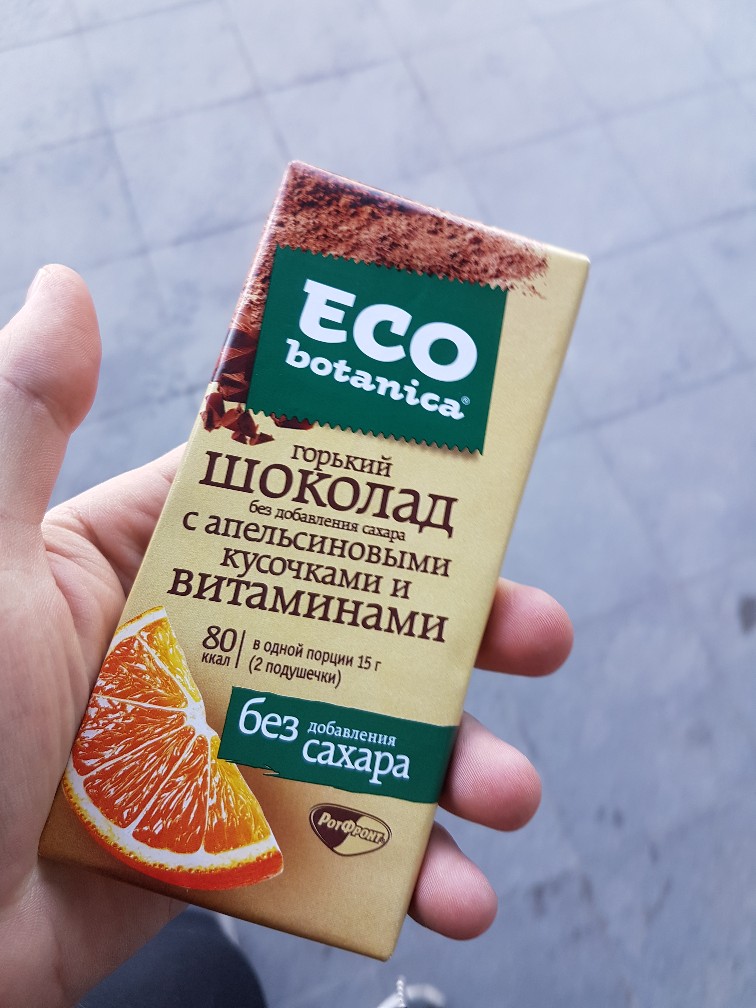 ECO
botanica®
горький
ШОКОЛАД
без добавления сахара
с апельсиновыми
кусочками и
витаминами
80 ккал
в одной порции 15 г
(2 подушечки)
без добавления
сахара
РотФронт